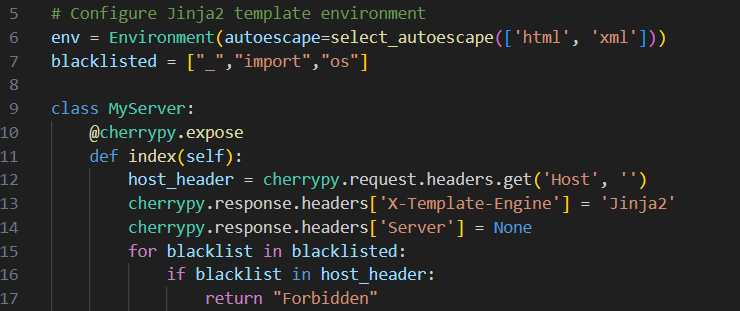 5 # Configure Jinja2 template environment
6 env = Environment(autoescape=select_autoescape(['html', 'xml']))
7 blacklisted = ["_","import","os"]
8
9 class MyServer:
10 @cherrypy.expose
11 def index(self):
12 host_header = cherrypy.request.headers.get('Host', '')
13 cherrypy.response.headers['X-Template-Engine'] = 'Jinja2'
14 cherrypy.response.headers['Server'] = None
15 for blacklist in blacklisted:
16 if blacklist in host_header:
17 return "Forbidden"